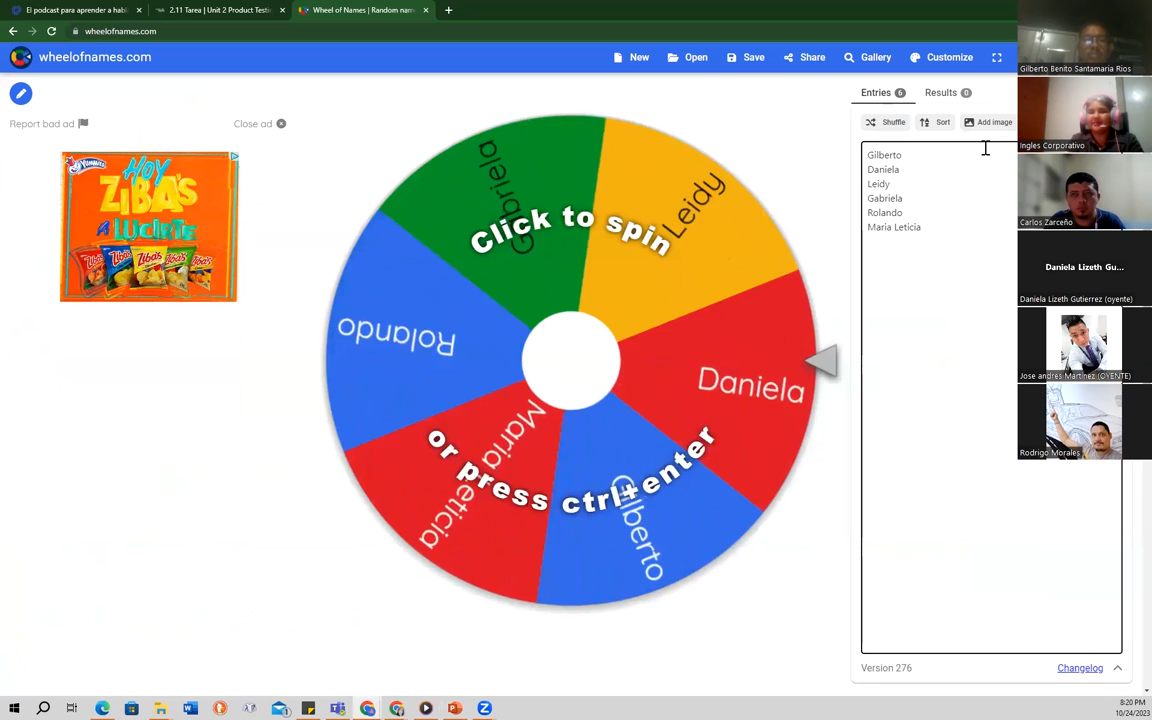 El podcast para aprender a habl
2.11 Tarea | Unit 2 Product Testi
Wheel of Names | Random nam
wheelofnames.com
wheelofnames.com
New
Open
Save
Share
Gallery
Customize
Report bad ad
Close ad
HOY
ZIBA'S
A LUCIRTE
Ziba's
Gabriela
Leidy
Daniela
Gilberto
Maria Leticia
Rolando
Click to spin
or press ctrl+enter
Entries 6
Results 0
Shuffle
Sort
Add image
Gilberto
Daniela
Leidy
Gabriela
Rolando
Maria Leticia
Version 276
Changelog
Gilberto Benito Santamaria Rios
Ingles Corporativo
Carlos Zarceño
Daniela Lizeth Gu...
Daniela Lizeth Gutierrez (oyente)
Jose andres Martinez (OYENTE)
Rodrigo Morales
8:20 PM
10/24/2023